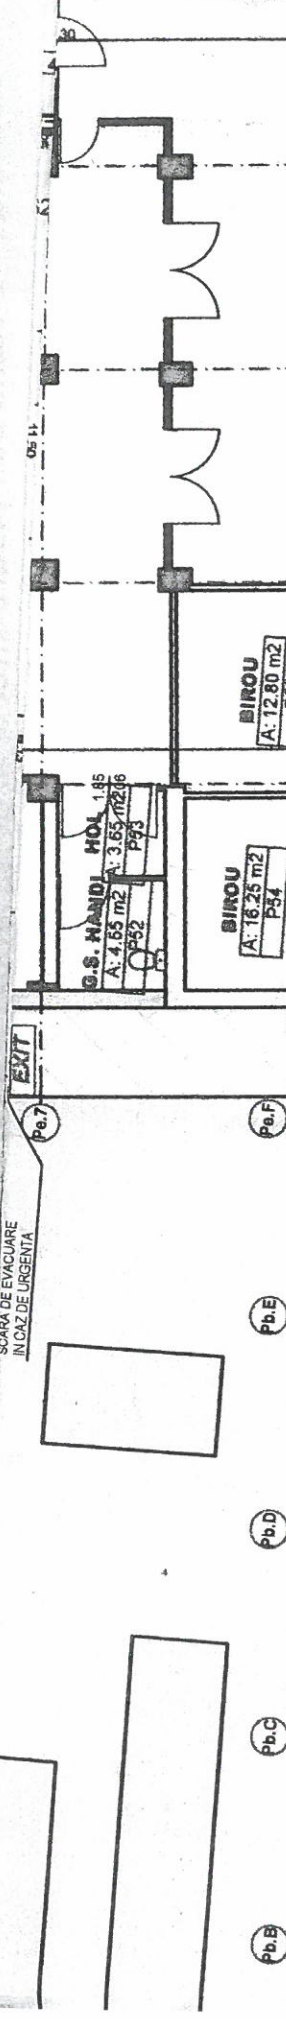 30
11.50
BIROU
A: 12.80 m2
HOL
1.85
A: 3.65 m2
2.06
P53
G.S. HANDI
A: 4.65 m2
P52
BIROU
A: 16.25 m2
P54
EXIT
Pe.7
Pe.F
SCARA DE EVACUARE
IN CAZ DE URGENTA
Pb.E
Pb.D
Pb.C
Pb.B